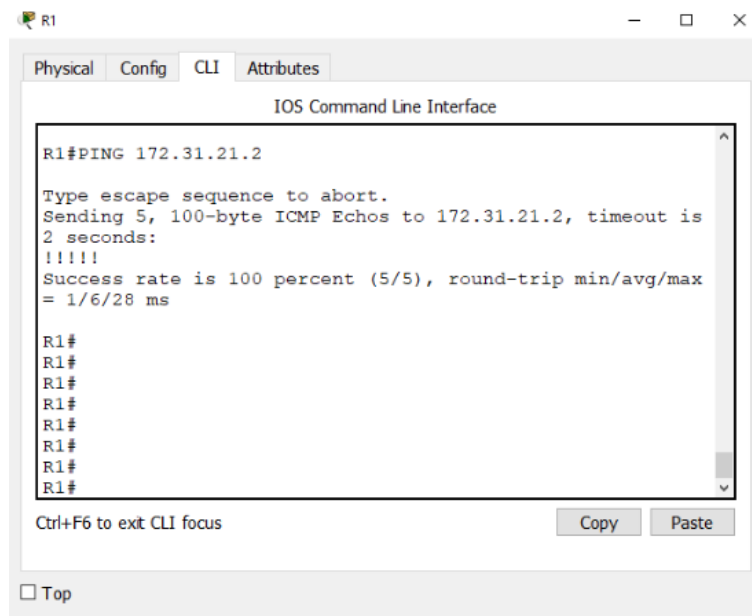 R1
Physical Config CLI Attributes
IOS Command Line Interface
R1#PING 172.31.21.2
Type escape sequence to abort.
Sending 5, 100-byte ICMP Echos to 172.31.21.2, timeout is
2 seconds:
!!!!!
Success rate is 100 percent (5/5), round-trip min/avg/max
= 1/6/28 ms
R1#
R1#
R1#
R1#
R1#
R1#
R1#
R1#
Ctrl+F6 to exit CLI focus
Copy Paste
Top